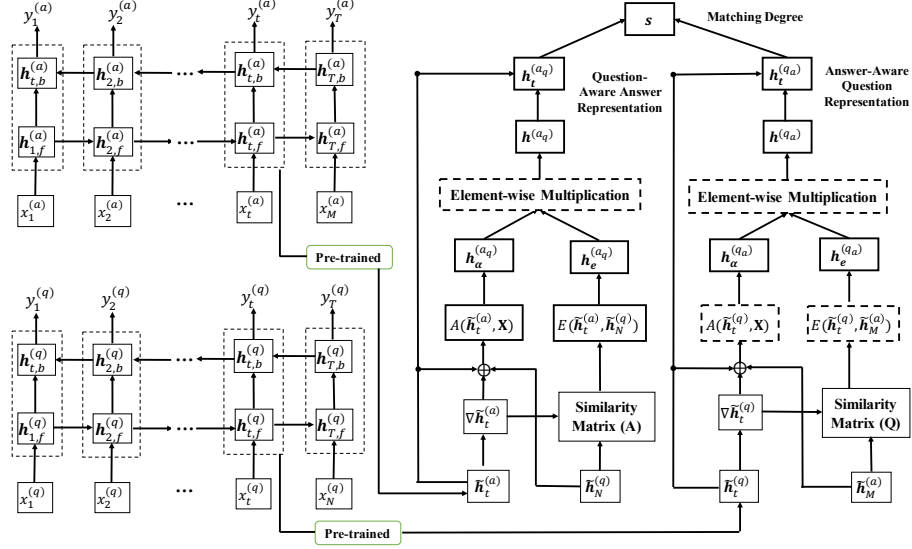 y_1^{(a)} y_2^{(a)} y_t^{(a)} y_T^{(a)}
h_{t,b}^{(a)} h_{2,b}^{(a)} ... h_{t,b}^{(a)} h_{T,b}^{(a)}
h_{1,f}^{(a)} h_{2,f}^{(a)} ... h_{t,f}^{(a)} h_{T,f}^{(a)}
x_1^{(a)} x_2^{(a)} ... x_t^{(a)} x_M^{(a)}
Pre-trained
y_1^{(q)} y_2^{(q)} y_t^{(q)} y_T^{(q)}
h_{t,b}^{(q)} h_{2,b}^{(q)} ... h_{t,b}^{(q)} h_{T,b}^{(q)}
h_{1,f}^{(q)} h_{2,f}^{(q)} ... h_{t,f}^{(q)} h_{T,f}^{(q)}
x_1^{(q)} x_2^{(q)} ... x_t^{(q)} x_N^{(q)}
Pre-trained
s
Matching Degree
h_t^{(a_q)}
Question-
Aware Answer
Representation
h^{(a_q)}
Element-wise Multiplication
h_α^{(a_q)} h_e^{(a_q)}
A(h̃_t^{(a)}, X) E(h̃_t^{(a)}, h̃_N^{(q)})
⊕
∇h̃_t^{(a)}
Similarity
Matrix (A)
h̃_t^{(a)} h̃_N^{(q)}
h_t^{(q_a)}
Answer-Aware
Question
Representation
h^{(q_a)}
Element-wise Multiplication
h_α^{(q_a)} h_e^{(q_a)}
A(h̃_t^{(q)}, X) E(h̃_t^{(q)}, h̃_M^{(a)})
⊕
∇h̃_t^{(q)}
Similarity
Matrix (Q)
h̃_t^{(q)} h̃_M^{(a)}